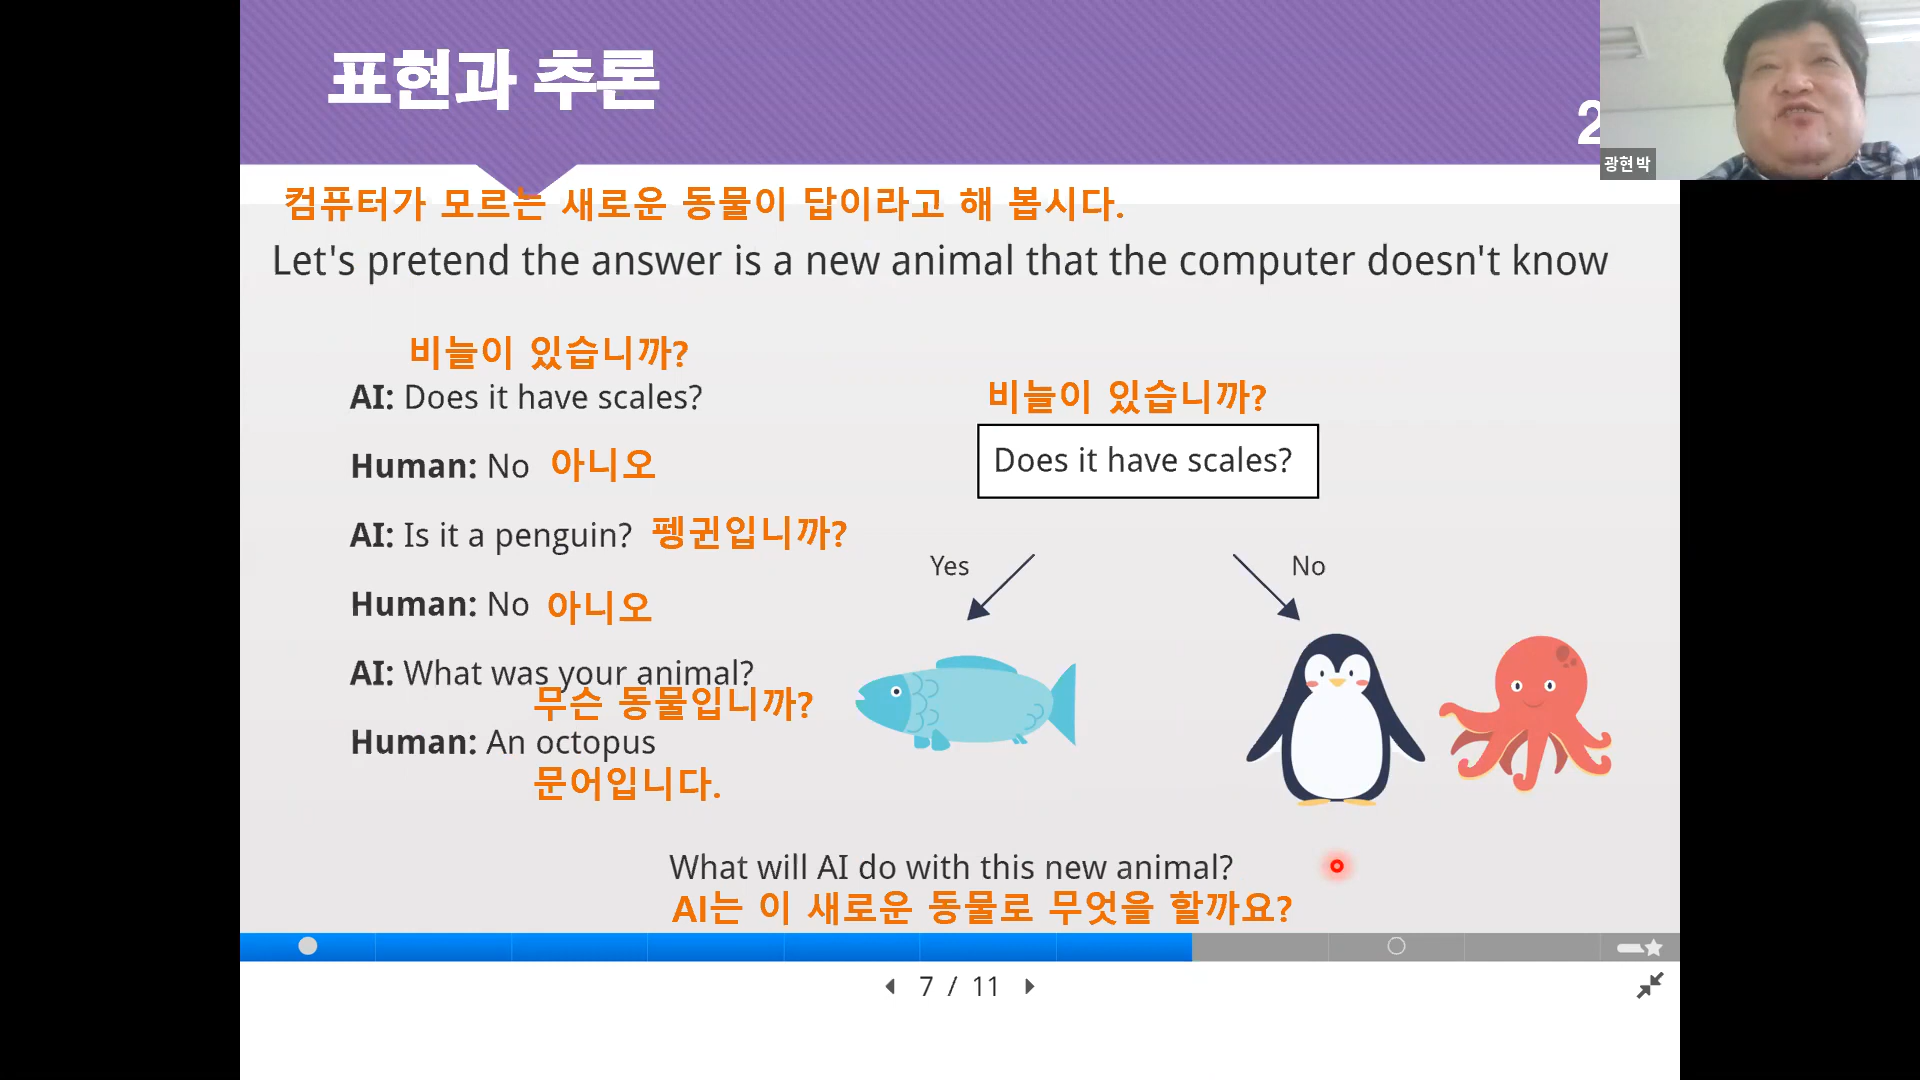 표현과 추론
2
광현 박
컴퓨터가 모르는 새로운 동물이 답이라고 해 봅시다.
Let's pretend the answer is a new animal that the computer doesn't know
비늘이 있습니까?
AI: Does it have scales?
Human: No 아니오
AI: Is it a penguin? 펭귄입니까?
Human: No 아니오
AI: What was your animal?
무슨 동물입니까?
Human: An octopus
문어입니다.
비늘이 있습니까?
Does it have scales?
Yes
No
What will AI do with this new animal?
AI는 이 새로운 동물로 무엇을 할까요?
7 / 11